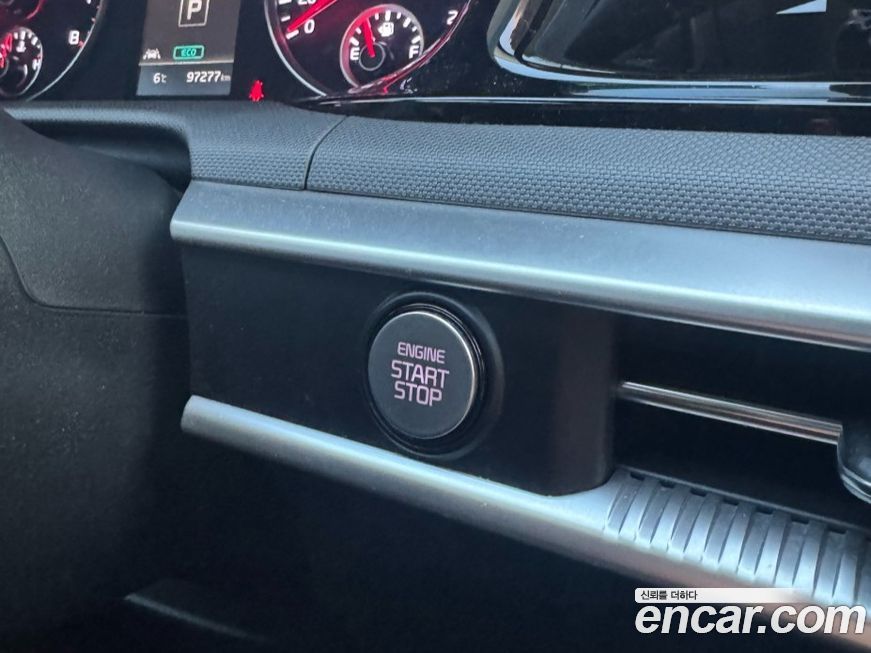 P
ECO
6℃ 97277km
E F
ENGINE
START
STOP
신뢰를 더하다
encar.com